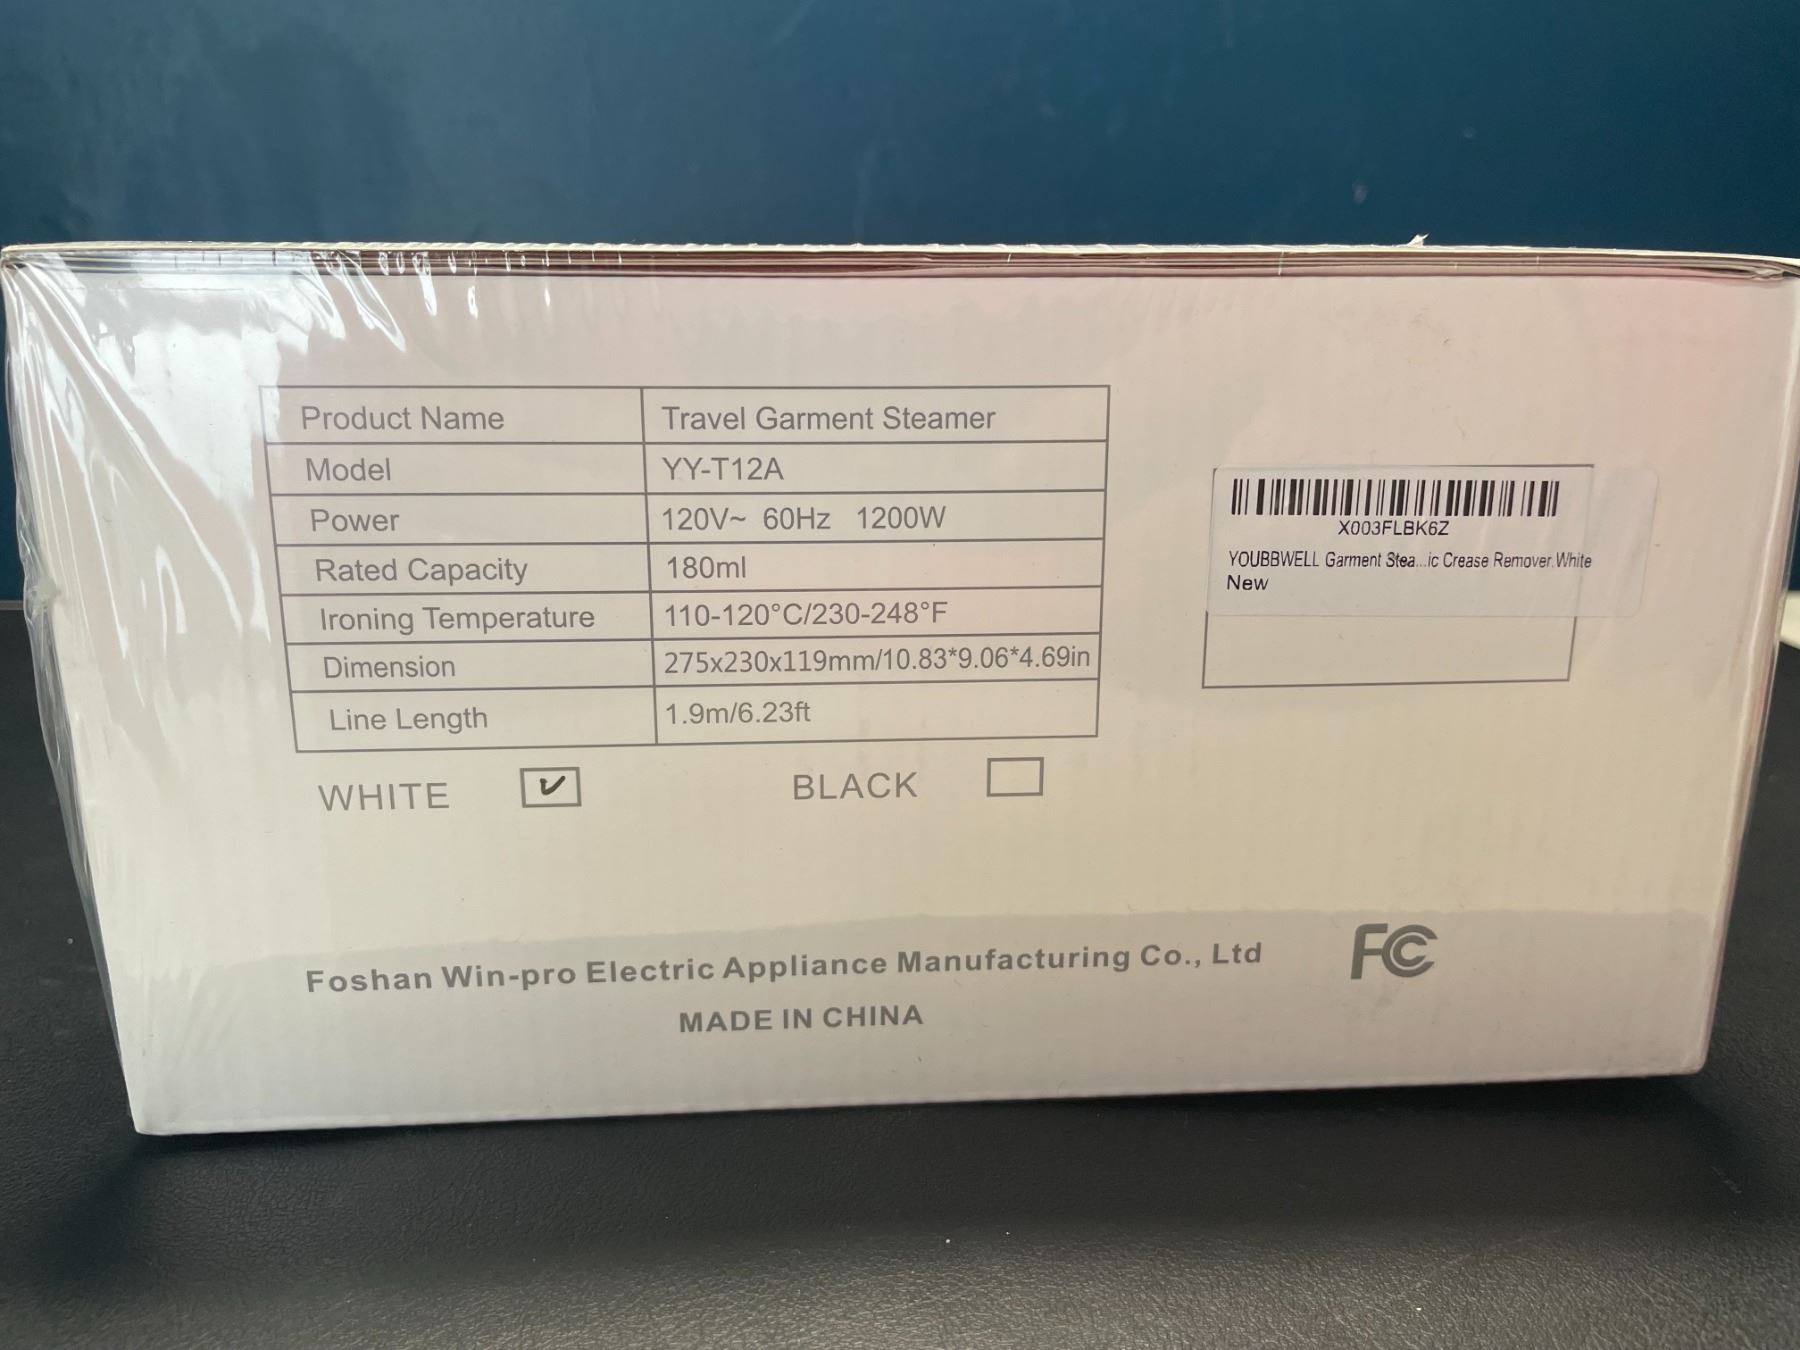 Product Name Travel Garment Steamer
Model YY-T12A
Power 120V~ 60Hz 1200W
Rated Capacity 180ml
Ironing Temperature 110-120°C/230-248°F
Dimension 275x230x119mm/10.83*9.06*4.69in
Line Length 1.9m/6.23ft
WHITE BLACK
X003FLBK6Z
YOUBBWELL Garment Stea...ic Crease Remover.White
New
Foshan Win-pro Electric Appliance Manufacturing Co., Ltd
MADE IN CHINA
FC